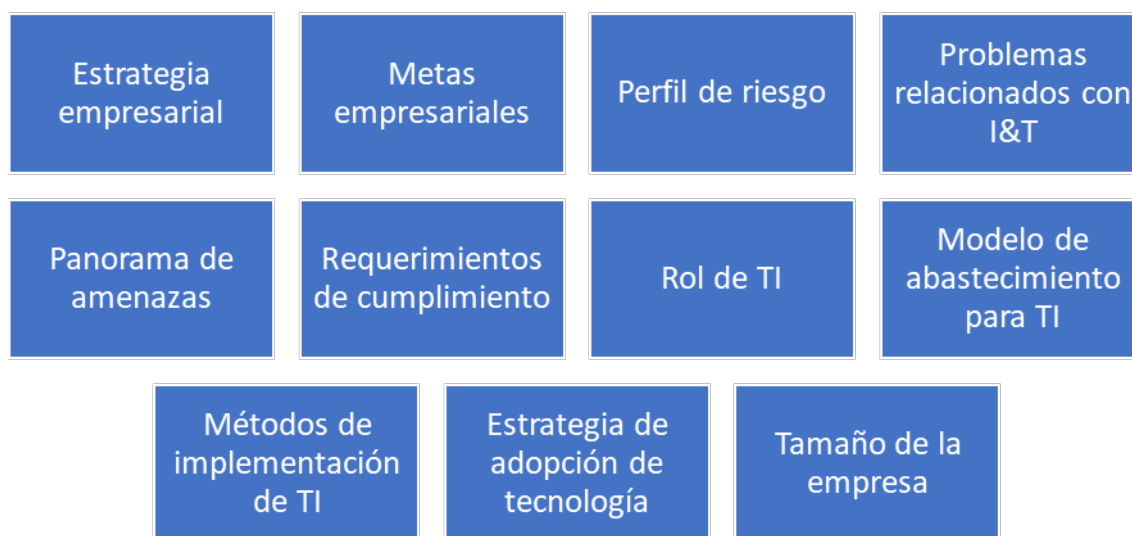 Estrategia
empresarial
Metas
empresariales
Perfil de riesgo
Problemas
relacionados con
I&T
Panorama de
amenazas
Requerimientos
de cumplimiento
Rol de TI
Modelo de
abastecimiento
para TI
Métodos de
implementación
de TI
Estrategia de
adopción de
tecnología
Tamaño de la
empresa